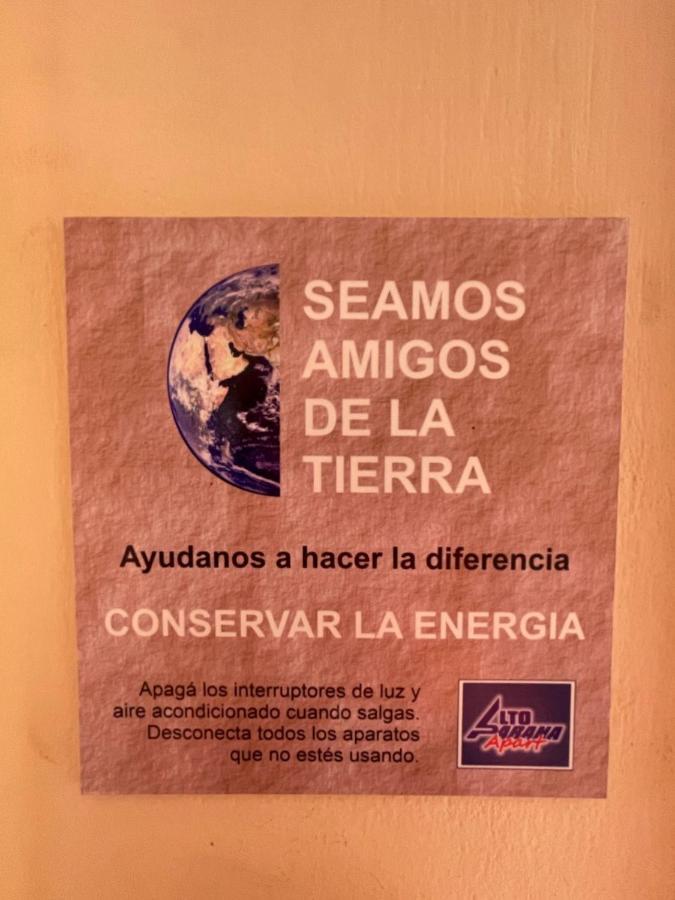 SEAMOS
AMIGOS
DE LA
TIERRA
Ayudanos a hacer la diferencia
CONSERVAR LA ENERGIA
Apagá los interruptores de luz y
aire acondicionado cuando salgas.
Desconecta todos los aparatos
que no estés usando.
ALTO
Apart